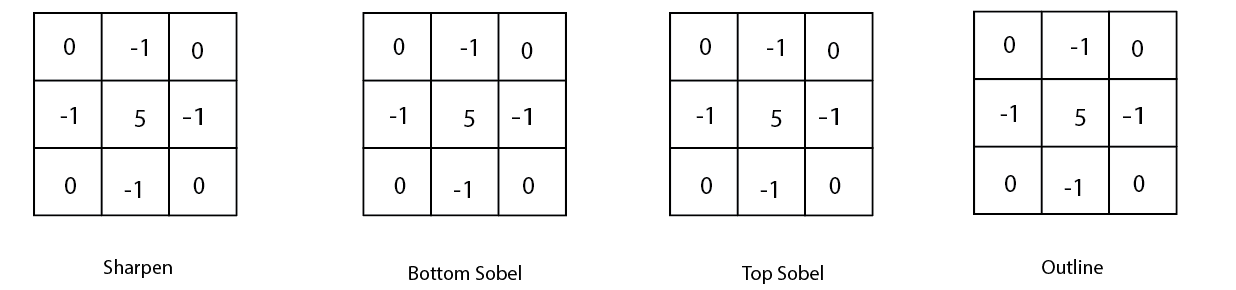 0 -1 0 0 -1 0 0 -1 0 0 -1 0
-1 5 -1 -1 5 -1 -1 5 -1 -1 5 -1
0 -1 0 0 -1 0 0 -1 0 0 -1 0
Sharpen Bottom Sobel Top Sobel Outline